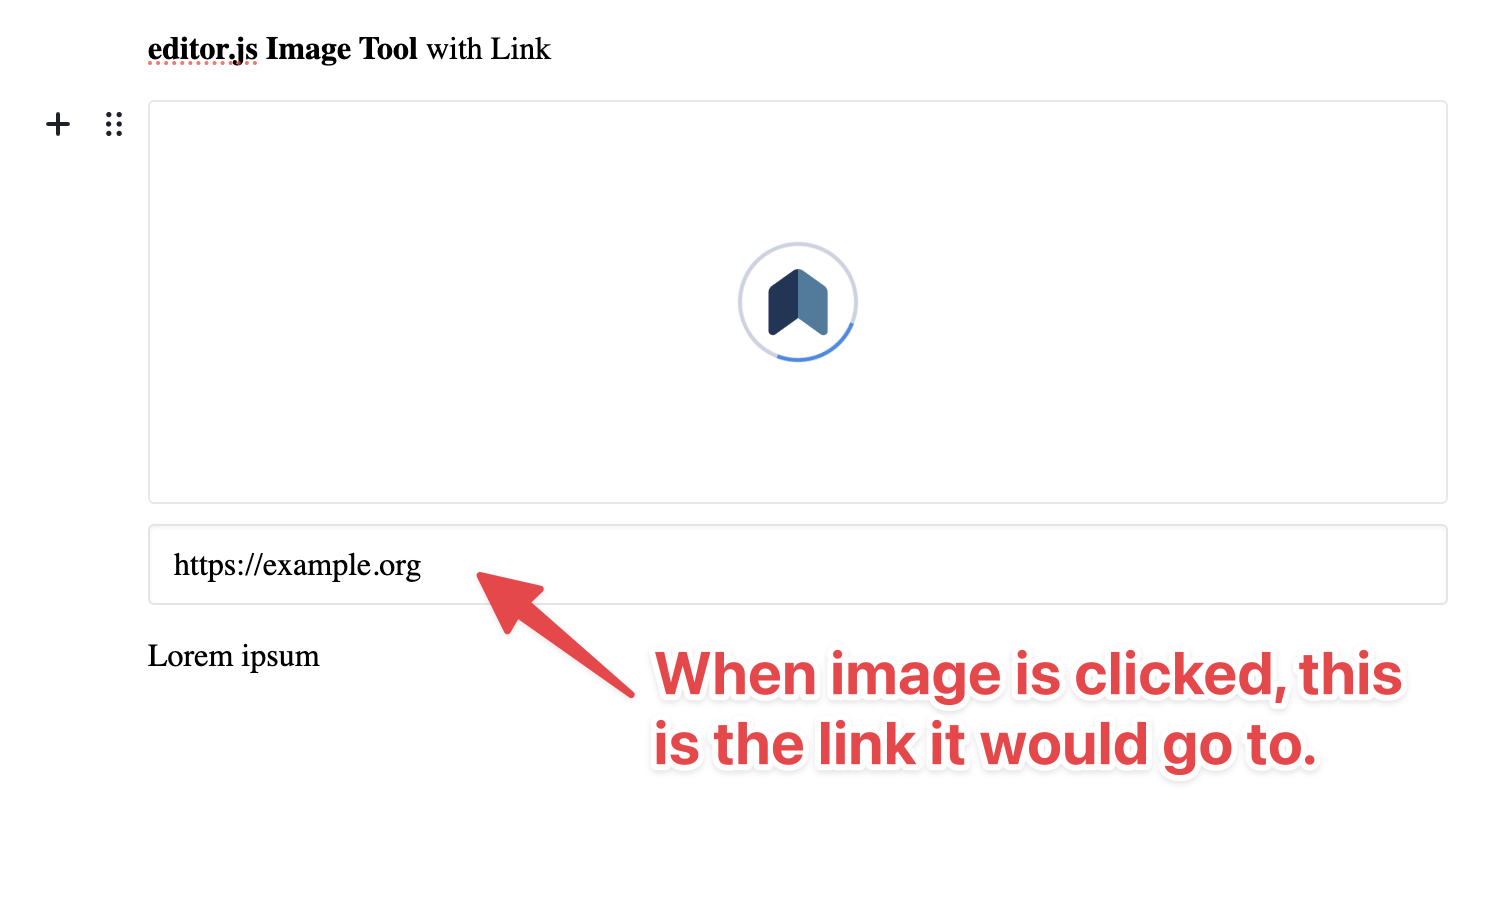 editor.js Image Tool with Link
https://example.org
Lorem ipsum
When image is clicked, this
is the link it would go to.